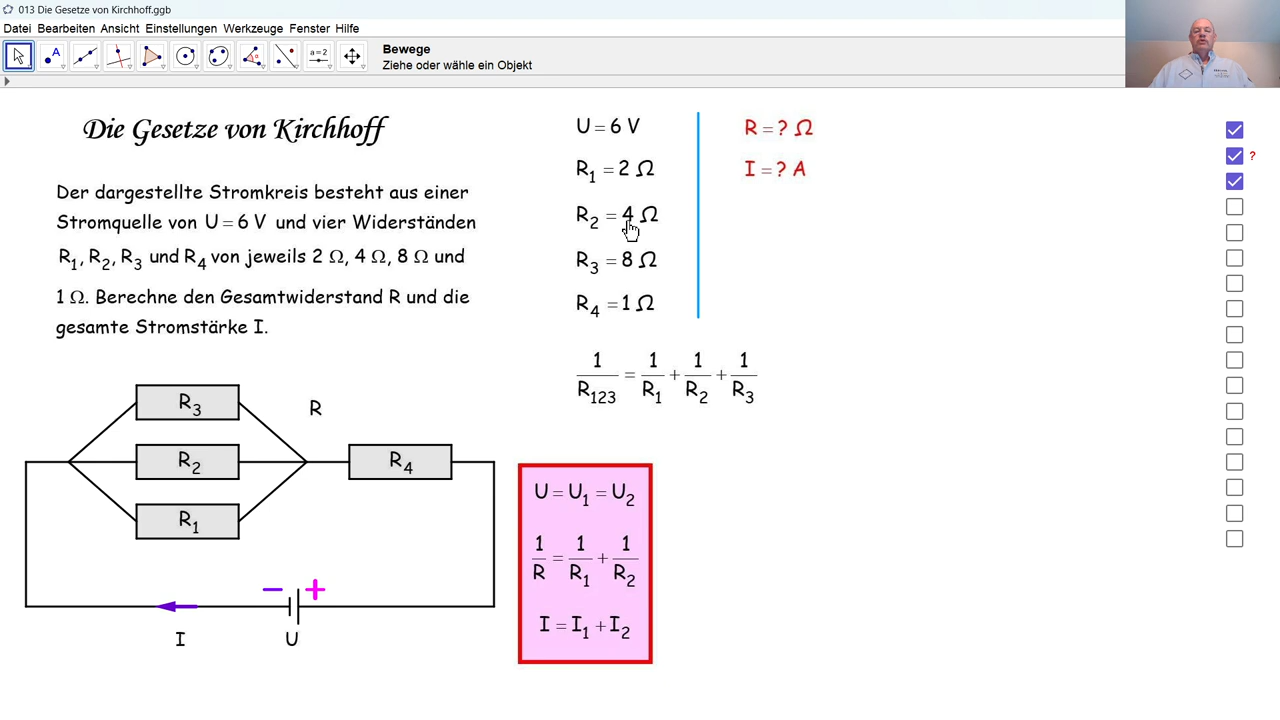 013 Die Gesetze von Kirchhoff.ggb
Datei Bearbeiten Ansicht Einstellungen Werkzeuge Fenster Hilfe
A
a=2
Bewege
Ziehe oder wähle ein Objekt
Die Gesetze von Kirchhoff
Der dargestellte Stromkreis besteht aus einer
Stromquelle von U = 6 V und vier Widerständen
R₁, R₂, R₃ und R₄ von jeweils 2 Ω, 4 Ω, 8 Ω und
1 Ω. Berechne den Gesamtwiderstand R und die
gesamte Stromstärke I.
U = 6 V
R₁ = 2 Ω
R₂ = 4 Ω
R₃ = 8 Ω
R₄ = 1 Ω
R = ? Ω
I = ? A
?
1/R₁₂₃ = 1/R₁ + 1/R₂ + 1/R₃
R₃
R
R₂
R₄
R₁
− +
I
U
U = U₁ = U₂
1/R = 1/R₁ + 1/R₂
I = I₁ + I₂